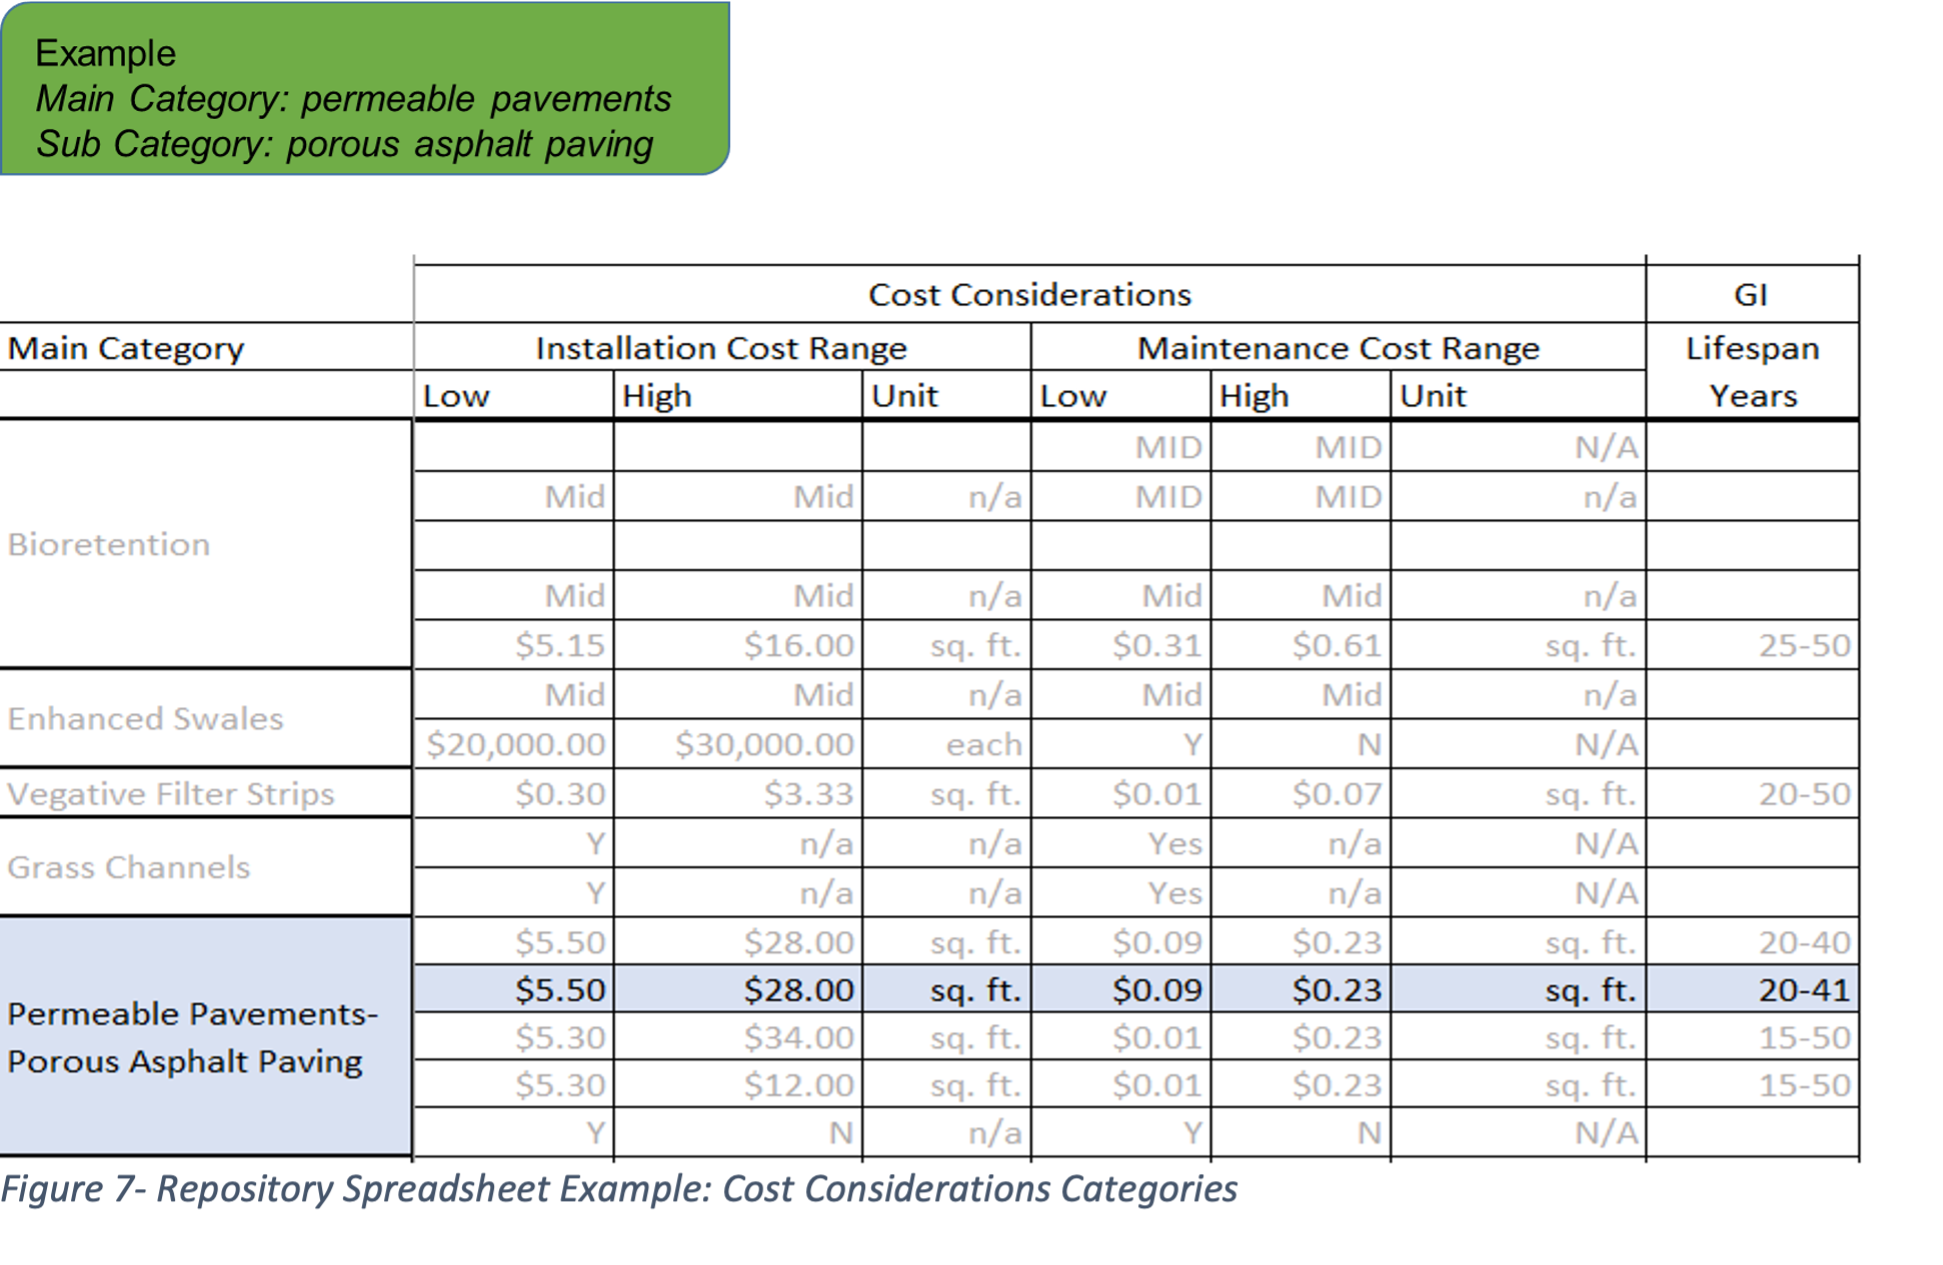 Example
Main Category: permeable pavements
Sub Category: porous asphalt paving
Cost Considerations GI
Main Category Installation Cost Range Maintenance Cost Range Lifespan
Low High Unit Low High Unit Years
MID MID N/A
Mid Mid n/a MID MID n/a
Bioretention
Mid Mid n/a Mid Mid n/a
$5.15 $16.00 sq. ft. $0.31 $0.61 sq. ft. 25-50
Mid Mid n/a Mid Mid n/a
Enhanced Swales
$20,000.00 $30,000.00 each Y N N/A
Vegative Filter Strips $0.30 $3.33 sq. ft. $0.01 $0.07 sq. ft. 20-50
Y n/a n/a Yes n/a N/A
Grass Channels
Y n/a n/a Yes n/a N/A
$5.50 $28.00 sq. ft. $0.09 $0.23 sq. ft. 20-40
$5.50 $28.00 sq. ft. $0.09 $0.23 sq. ft. 20-41
Permeable Pavements-
Porous Asphalt Paving
$5.30 $34.00 sq. ft. $0.01 $0.23 sq. ft. 15-50
$5.30 $12.00 sq. ft. $0.01 $0.23 sq. ft. 15-50
Y N n/a Y N N/A
Figure 7- Repository Spreadsheet Example: Cost Considerations Categories